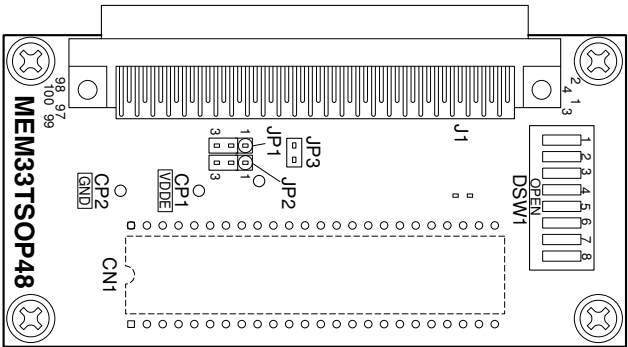 98 97
100 99
2 1
4 3
MEM33TSOP48
J1
3 1
JP1
3 1
JP2
JP3
CP1
VDDE
CP2
GND
CN1
DSW1
OPEN
1 2 3 4 5 6 7 8